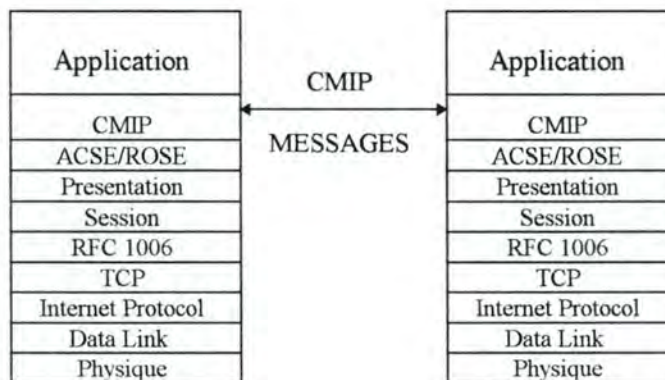 Application
CMIP
ACSE/ROSE
Presentation
Session
RFC 1006
TCP
Internet Protocol
Data Link
Physique
CMIP
MESSAGES
Application
CMIP
ACSE/ROSE
Presentation
Session
RFC 1006
TCP
Internet Protocol
Data Link
Physique